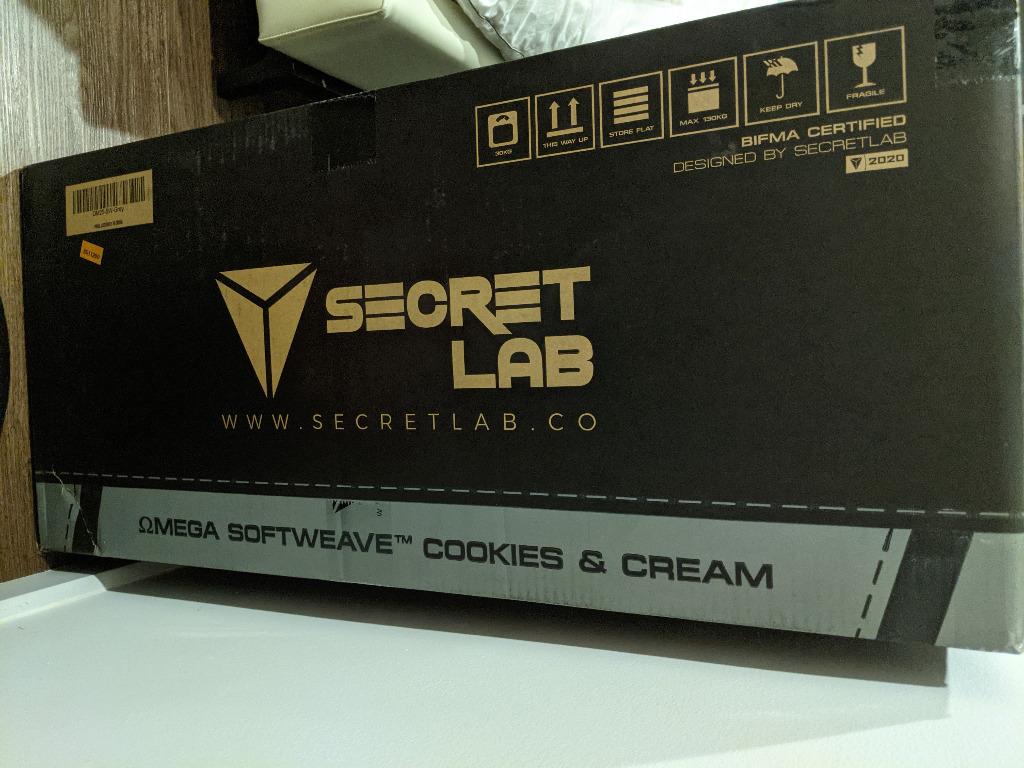 30KG
THIS WAY UP
STORE FLAT
MAX 130KG
KEEP DRY
FRAGILE
BIFMA CERTIFIED
DESIGNED BY SECRETLAB
2020
SECRET
LAB
WWW.SECRETLAB.CO
ΩMEGA SOFTWEAVE™ COOKIES & CREAM